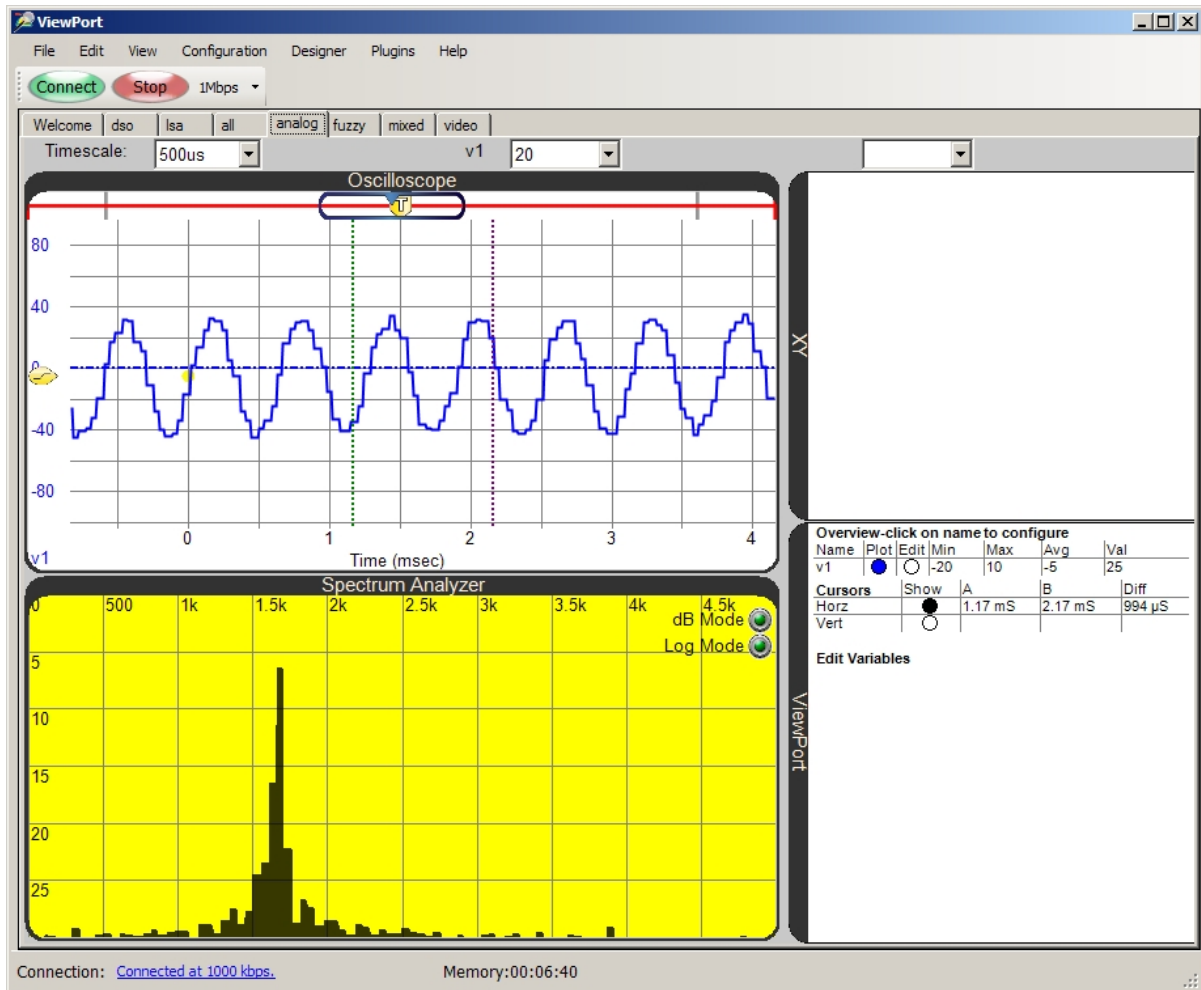 ViewPort
File Edit View Configuration Designer Plugins Help
Connect Stop 1Mbps
Welcome dso lsa all analog fuzzy mixed video
Timescale: 500us v1 20
Oscilloscope
T
80
40
0
-40
-80
0 1 2 3 4
v1 Time (msec)
XY
Spectrum Analyzer
0 500 1k 1.5k 2k 2.5k 3k 3.5k 4k 4.5k
dB Mode
Log Mode
5
10
15
20
25
ViewPort
Overview-click on name to configure
Name Plot Edit Min Max Avg Val
v1 -20 10 -5 25
Cursors Show A B Diff
Horz 1.17 mS 2.17 mS 994 µS
Vert
Edit Variables
Connection: Connected at 1000 kbps. Memory:00:06:40